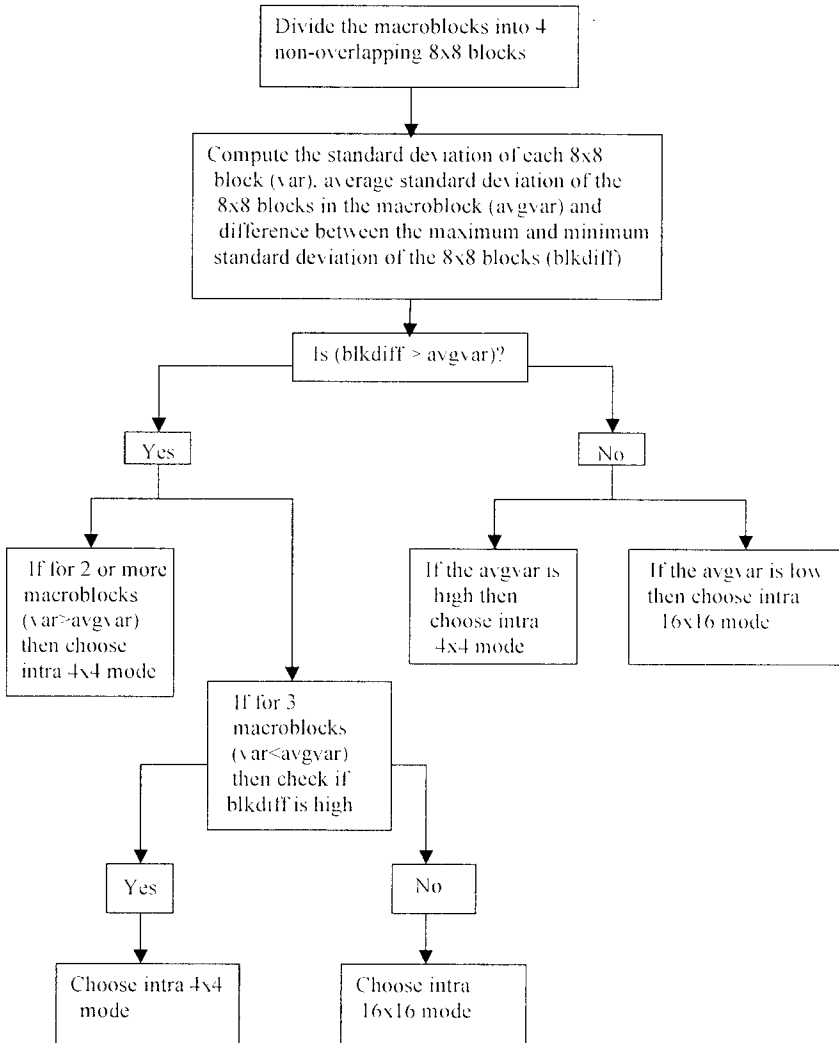 Divide the macroblocks into 4
non-overlapping 8x8 blocks
Compute the standard deviation of each 8x8
block (var), average standard deviation of the
8x8 blocks in the macroblock (avgvar) and
difference between the maximum and minimum
standard deviation of the 8x8 blocks (blkdiff)
Is (blkdiff > avgvar)?
Yes
No
If for 2 or more
macroblocks
(var>avgvar)
then choose
intra 4x4 mode
If the avgvar is
high then
choose intra
4x4 mode
If the avgvar is low
then choose intra
16x16 mode
If for 3
macroblocks
(var<avgvar)
then check if
blkdiff is high
Yes
No
Choose intra 4x4
mode
Choose intra
16x16 mode